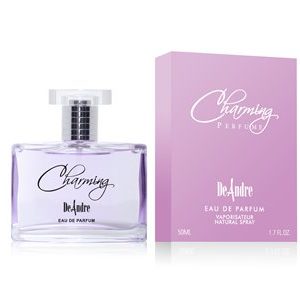 Charming
DeAndre
EAU DE PARFUM
Charming
PERFUME
DeAndre
EAU DE PARFUM
VAPORISATEUR
NATURAL SPRAY
50ML 1.7 FL.OZ